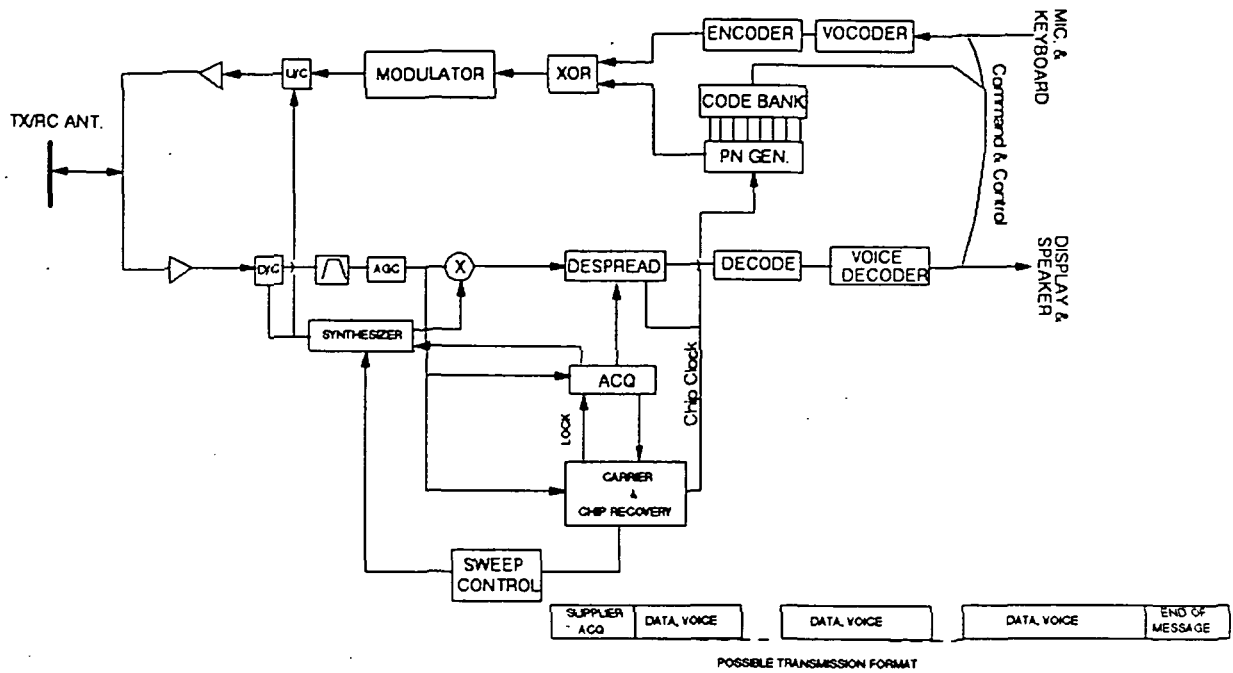 MIC. & KEYBOARD
ENCODER
VOCODER
U/C
MODULATOR
XOR
CODE BANK
Command & Control
TX/RC ANT.
PN GEN.
D/C
AGC
X
DESPREAD
DECODE
VOICE
DECODER
DISPLAY &
SPEAKER
SYNTHESIZER
ACQ
Chip Clock
LOCK
CARRIER
&
CHIP RECOVERY
SWEEP
CONTROL
SUPPLIER
ACQ
DATA, VOICE
DATA, VOICE
DATA, VOICE
END OF
MESSAGE
POSSIBLE TRANSMISSION FORMAT